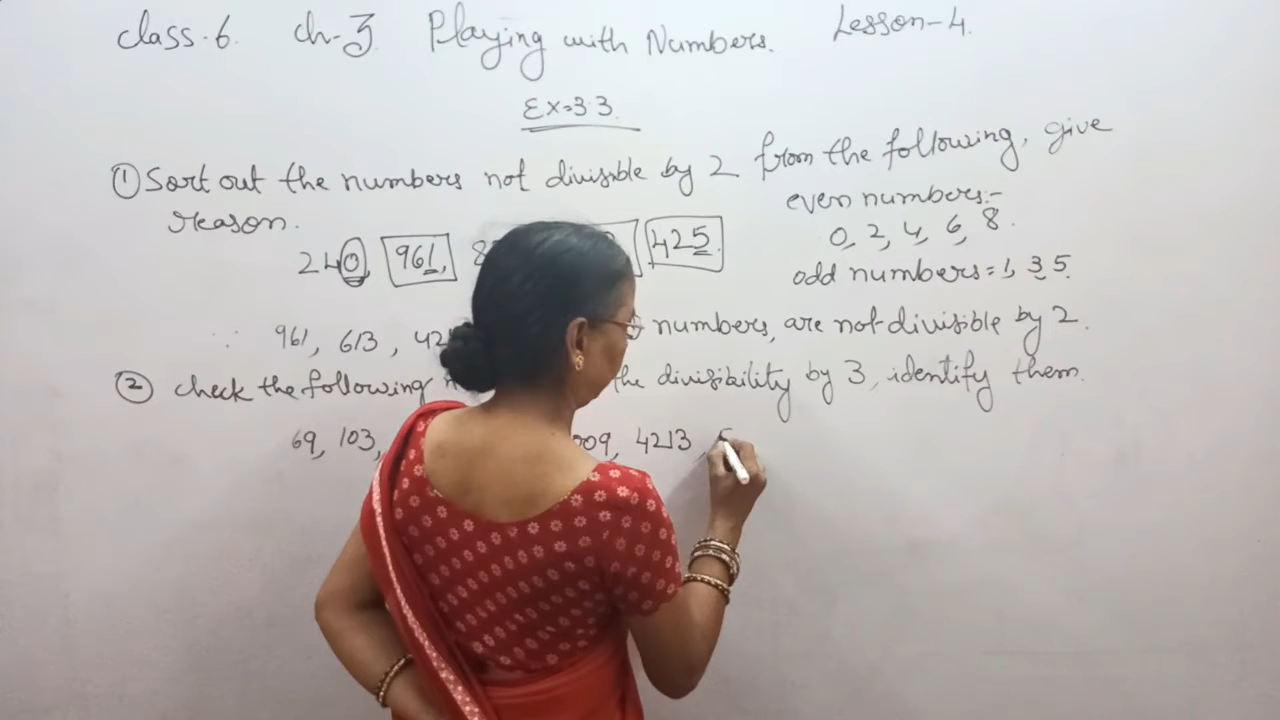 class-6 ch-3 Playing with Numbers. Lesson-4.
Ex=3.3
① Sort out the numbers not divisible by 2 from the following, give
reason.
even numbers:-
0, 2, 4, 6, 8.
240, 961, 425.
odd numbers = 1, 3 5.
∴ 961, 613, numbers, are not divisible by 2.
② check the following the divisibility by 3, identify them.
69, 103, 4213,